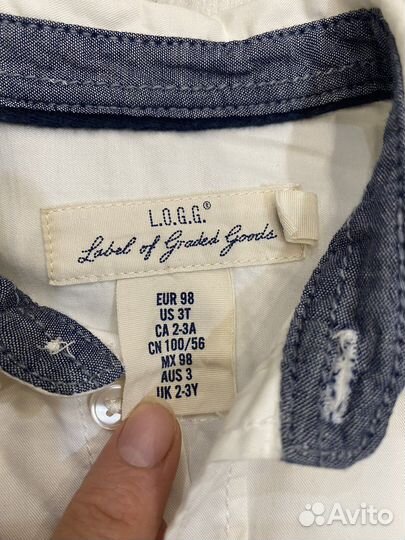 L.O.G.G.®
Label of Graded Goods
EUR 98
US 3T
CA 2-3A
CN 100/56
MX 98
AUS 3
UK 2-3Y
Avito